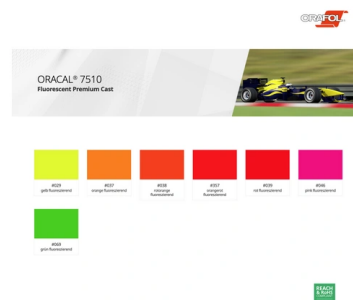 ORAFOL
ORACAL® 7510
Fluorescent Premium Cast
#029
gelb fluoreszierend
#037
orange fluoreszierend
#038
rotorange
fluoreszierend
#057
orangerot
fluoreszierend
#039
rot fluoreszierend
#046
pink fluoreszierend
#069
grün fluoreszierend
REACH
& RoHS